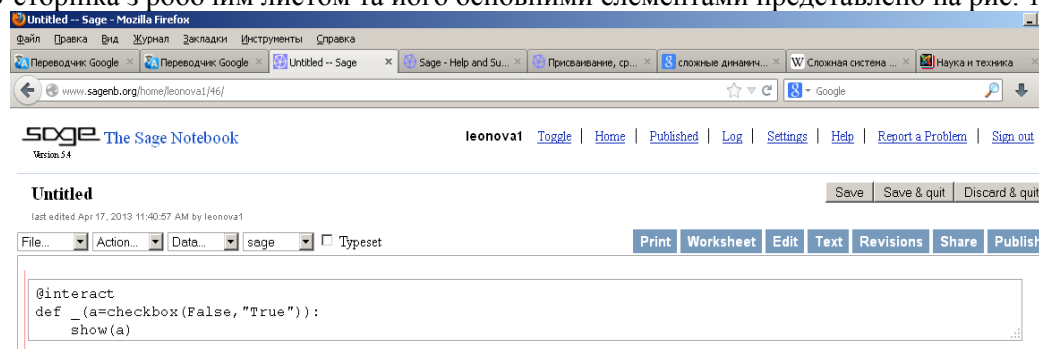 сторінка з робочим листом та його основними елементами представлено на рис. 1
Untitled -- Sage - Mozilla Firefox
Файл Правка Вид Журнал Закладки Инструменты Справка
Переводчик Google Переводчик Google Untitled -- Sage Sage - Help and Su... Присваивание, ср... сложные динамич... Сложная система ... Наука и техника
www.sagenb.org/home/leonova1/46/ Google
sage The Sage Notebook leonova1 Toggle | Home | Published | Log | Settings | Help | Report a Problem | Sign out
Version 5.4
Untitled Save Save & quit Discard & quit
last edited Apr 17, 2013 11:40:57 AM by leonova1
File... Action... Data... sage Typeset Print Worksheet Edit Text Revisions Share Publish
@interact
def _(a=checkbox(False,"True")):
    show(a)